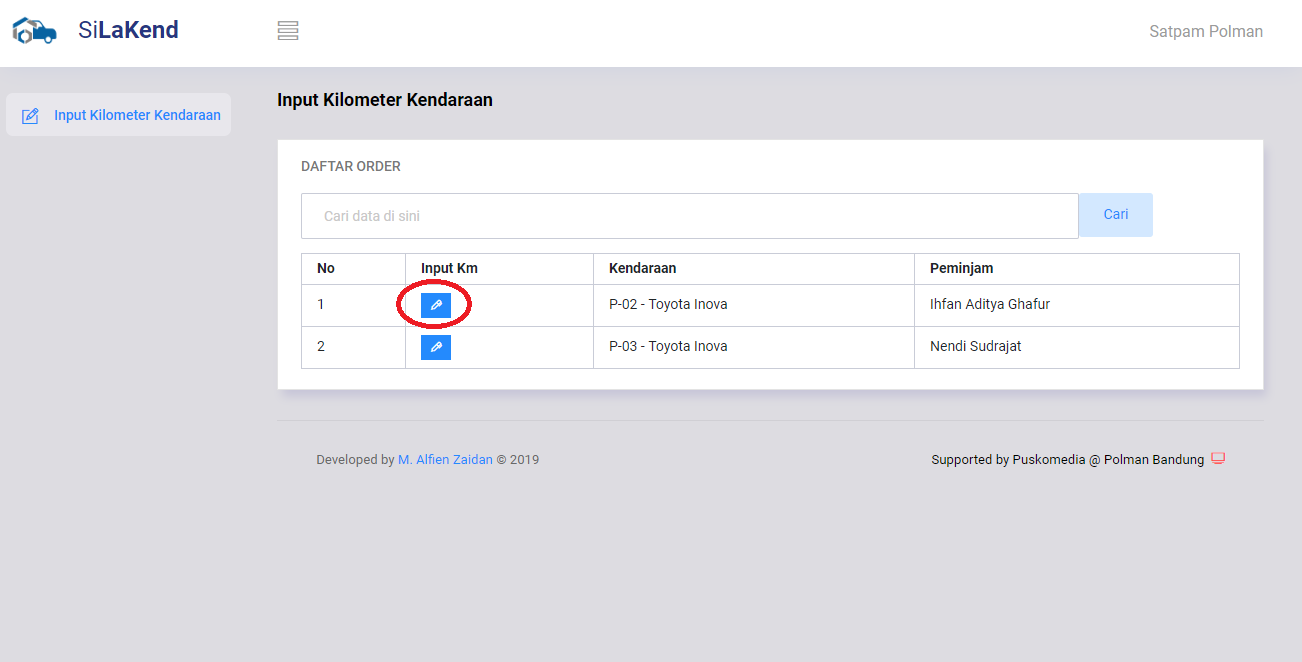 SiLaKend
Satpam Polman
Input Kilometer Kendaraan
Input Kilometer Kendaraan
DAFTAR ORDER
Cari data di sini
Cari
No Input Km Kendaraan Peminjam
1 P-02 - Toyota Inova Ihfan Aditya Ghafur
2 P-03 - Toyota Inova Nendi Sudrajat
Developed by M. Alfien Zaidan © 2019
Supported by Puskomedia @ Polman Bandung